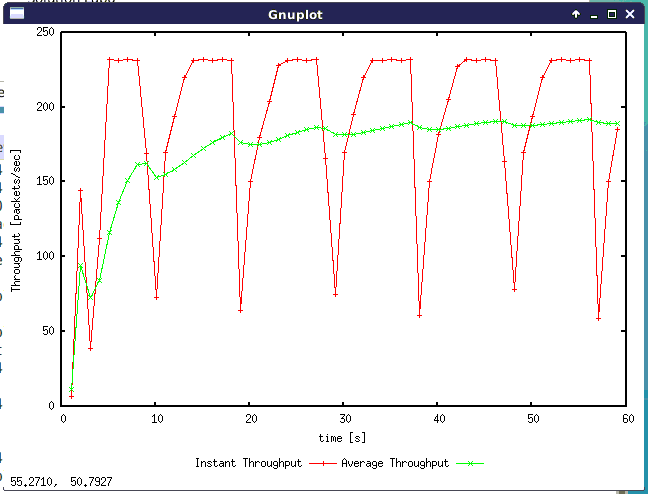 Gnuplot
250
200
150
100
50
0
Throughput [packets/sec]
0 10 20 30 40 50 60
time [s]
Instant Throughput Average Throughput
55.2710, 50.7927